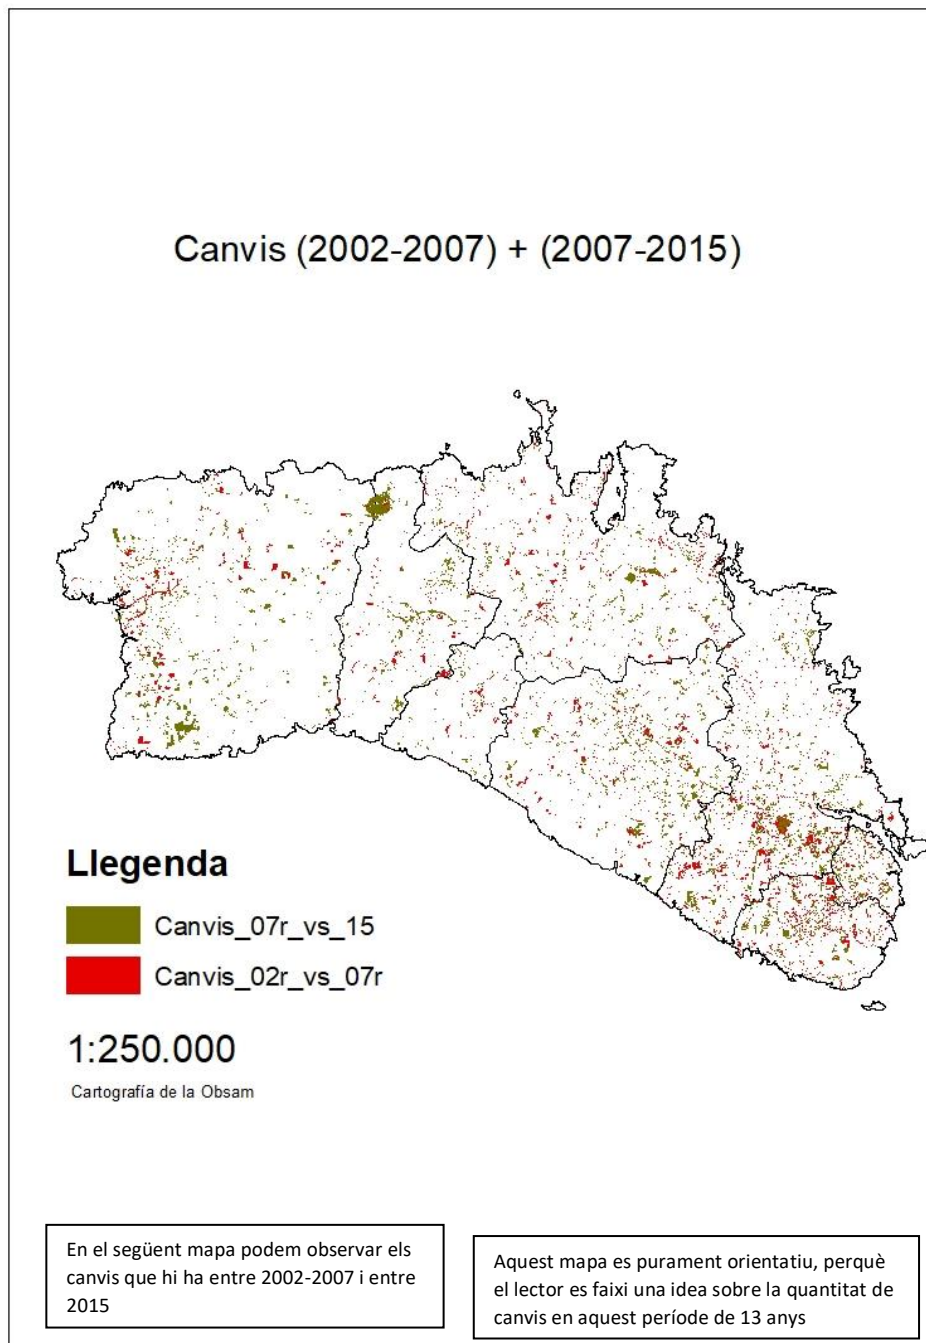 Canvis (2002-2007) + (2007-2015)
Llegenda
Canvis_07r_vs_15
Canvis_02r_vs_07r
1:250.000
Cartografía de la Obsam
En el següent mapa podem observar els
canvis que hi ha entre 2002-2007 i entre
2015
Aquest mapa es purament orientatiu, perquè
el lector es faixi una idea sobre la quantitat de
canvis en aquest període de 13 anys